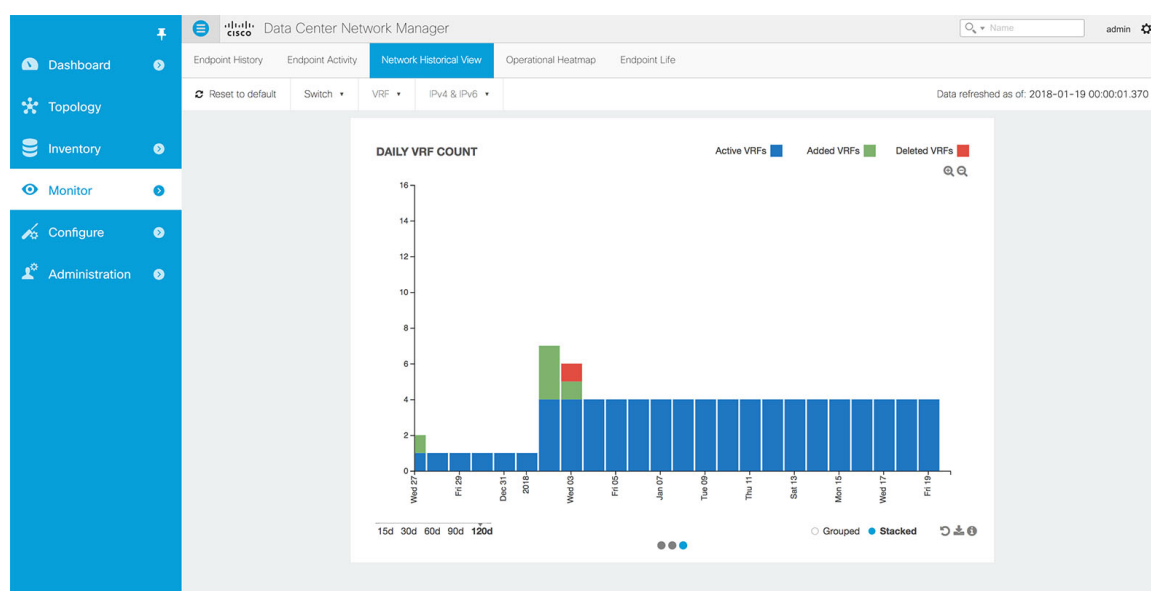 cisco Data Center Network Manager
Name
admin
Dashboard
Topology
Inventory
Monitor
Configure
Administration
Endpoint History Endpoint Activity Network Historical View Operational Heatmap Endpoint Life
Reset to default Switch VRF IPv4 & IPv6
Data refreshed as of: 2018-01-19 00:00:01.370
DAILY VRF COUNT
Active VRFs Added VRFs Deleted VRFs
16
14
12
10
8
6
4
2
0
Wed 27
Fri 29
Dec 31
2018
Wed 03
Fri 05
Jan 07
Tue 09
Thu 11
Sat 13
Mon 15
Wed 17
Fri 19
15d 30d 60d 90d 120d
Grouped Stacked